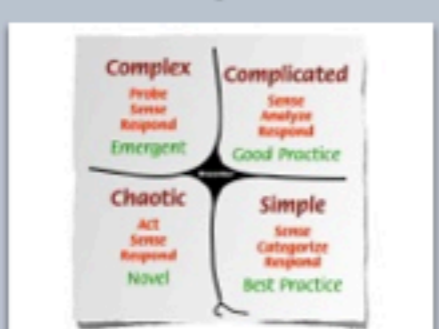 Complex
Probe
Sense
Respond
Emergent
Complicated
Sense
Analyze
Respond
Good Practice
Chaotic
Act
Sense
Respond
Novel
Simple
Sense
Categorize
Respond
Best Practice